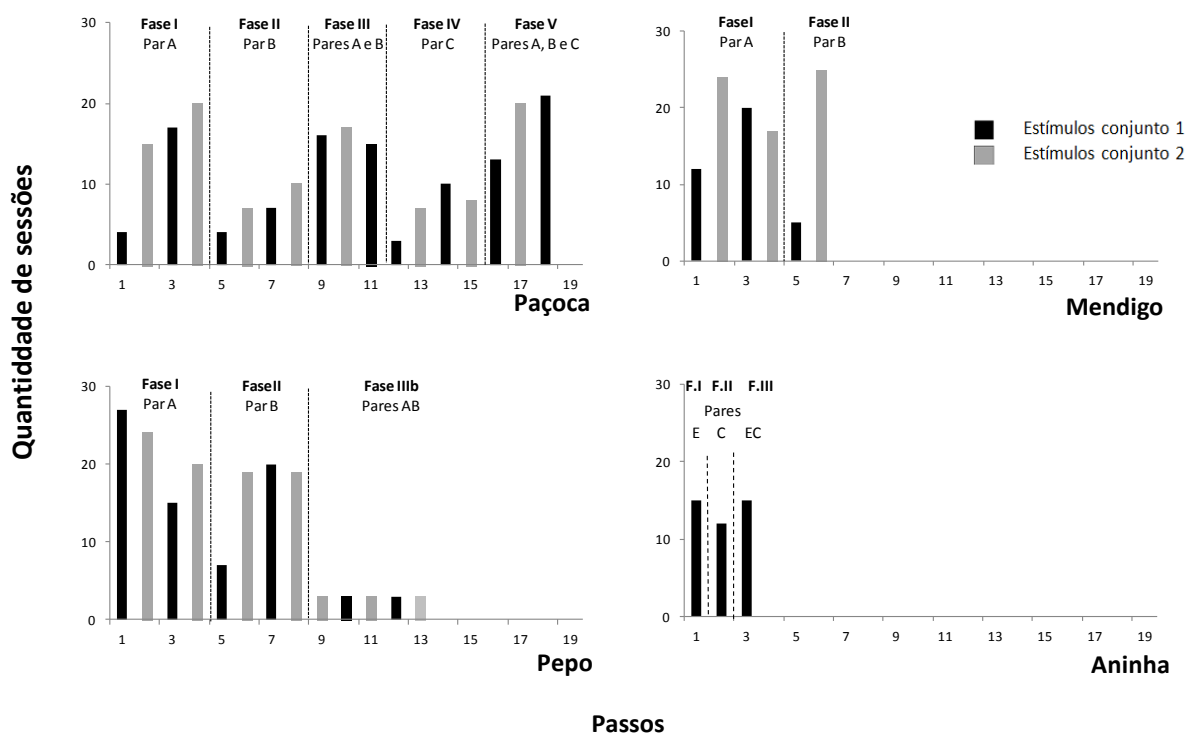 Quantiddade de sessões
30
20
10
0
Fase I
Par A
Fase II
Par B
Fase III
Pares A e B
Fase IV
Par C
Fase V
Pares A, B e C
1 3 5 7 9 11 13 15 17 19
Paçoca
30
20
10
0
FaseI
Par A
Fase II
Par B
1 3 5 7 9 11 13 15 17 19
Mendigo
Estímulos conjunto 1
Estímulos conjunto 2
30
20
10
0
Fase I
Par A
FaseII
Par B
Fase IIIb
Pares AB
1 3 5 7 9 11 13 15 17 19
Pepo
30
20
10
0
F.I F.II F.III
Pares
E C EC
1 3 5 7 9 11 13 15 17 19
Aninha
Passos